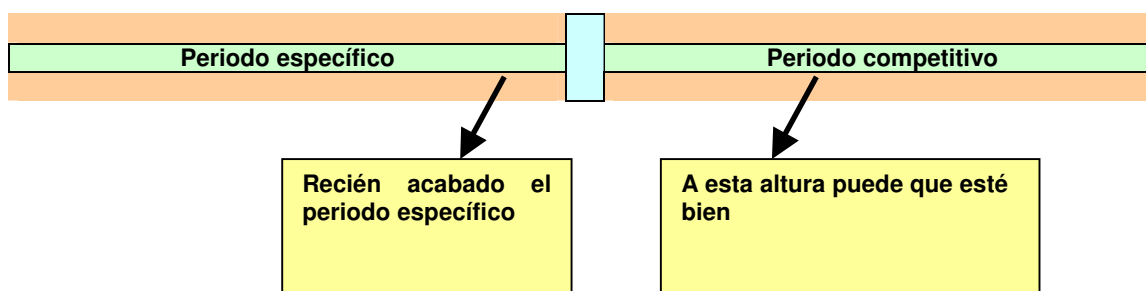 Periodo específico
Periodo competitivo
Recién acabado el
periodo específico
A esta altura puede que esté
bien